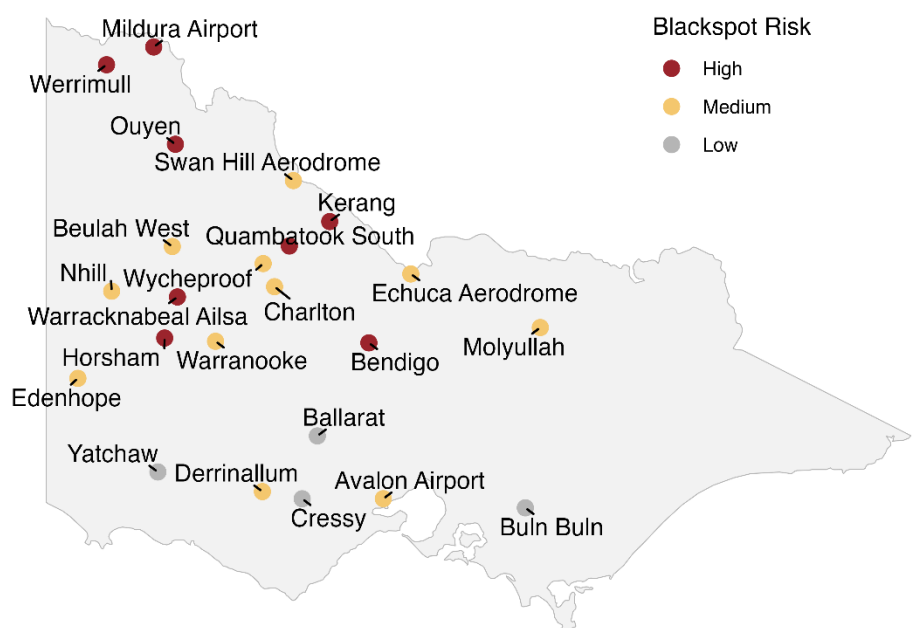 Mildura Airport
Blackspot Risk
Werrimull
High
Medium
Ouyen
Low
Swan Hill Aerodrome
Kerang
Beulah West
Quambatook South
Nhill
Wycheproof
Echuca Aerodrome
Charlton
Warracknabeal Ailsa
Molyullah
Horsham
Warranooke
Bendigo
Edenhope
Ballarat
Yatchaw
Derrinallum
Avalon Airport
Cressy
Buln Buln